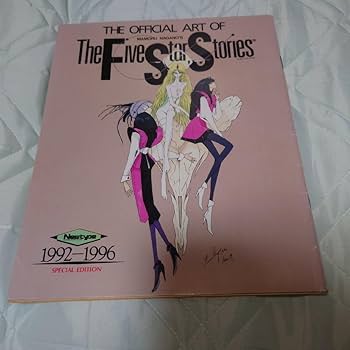 THE OFFICIAL ART OF
MAMORU NAGANO'S
The Five Star Stories
Newtype
1992—1996
SPECIAL EDITION